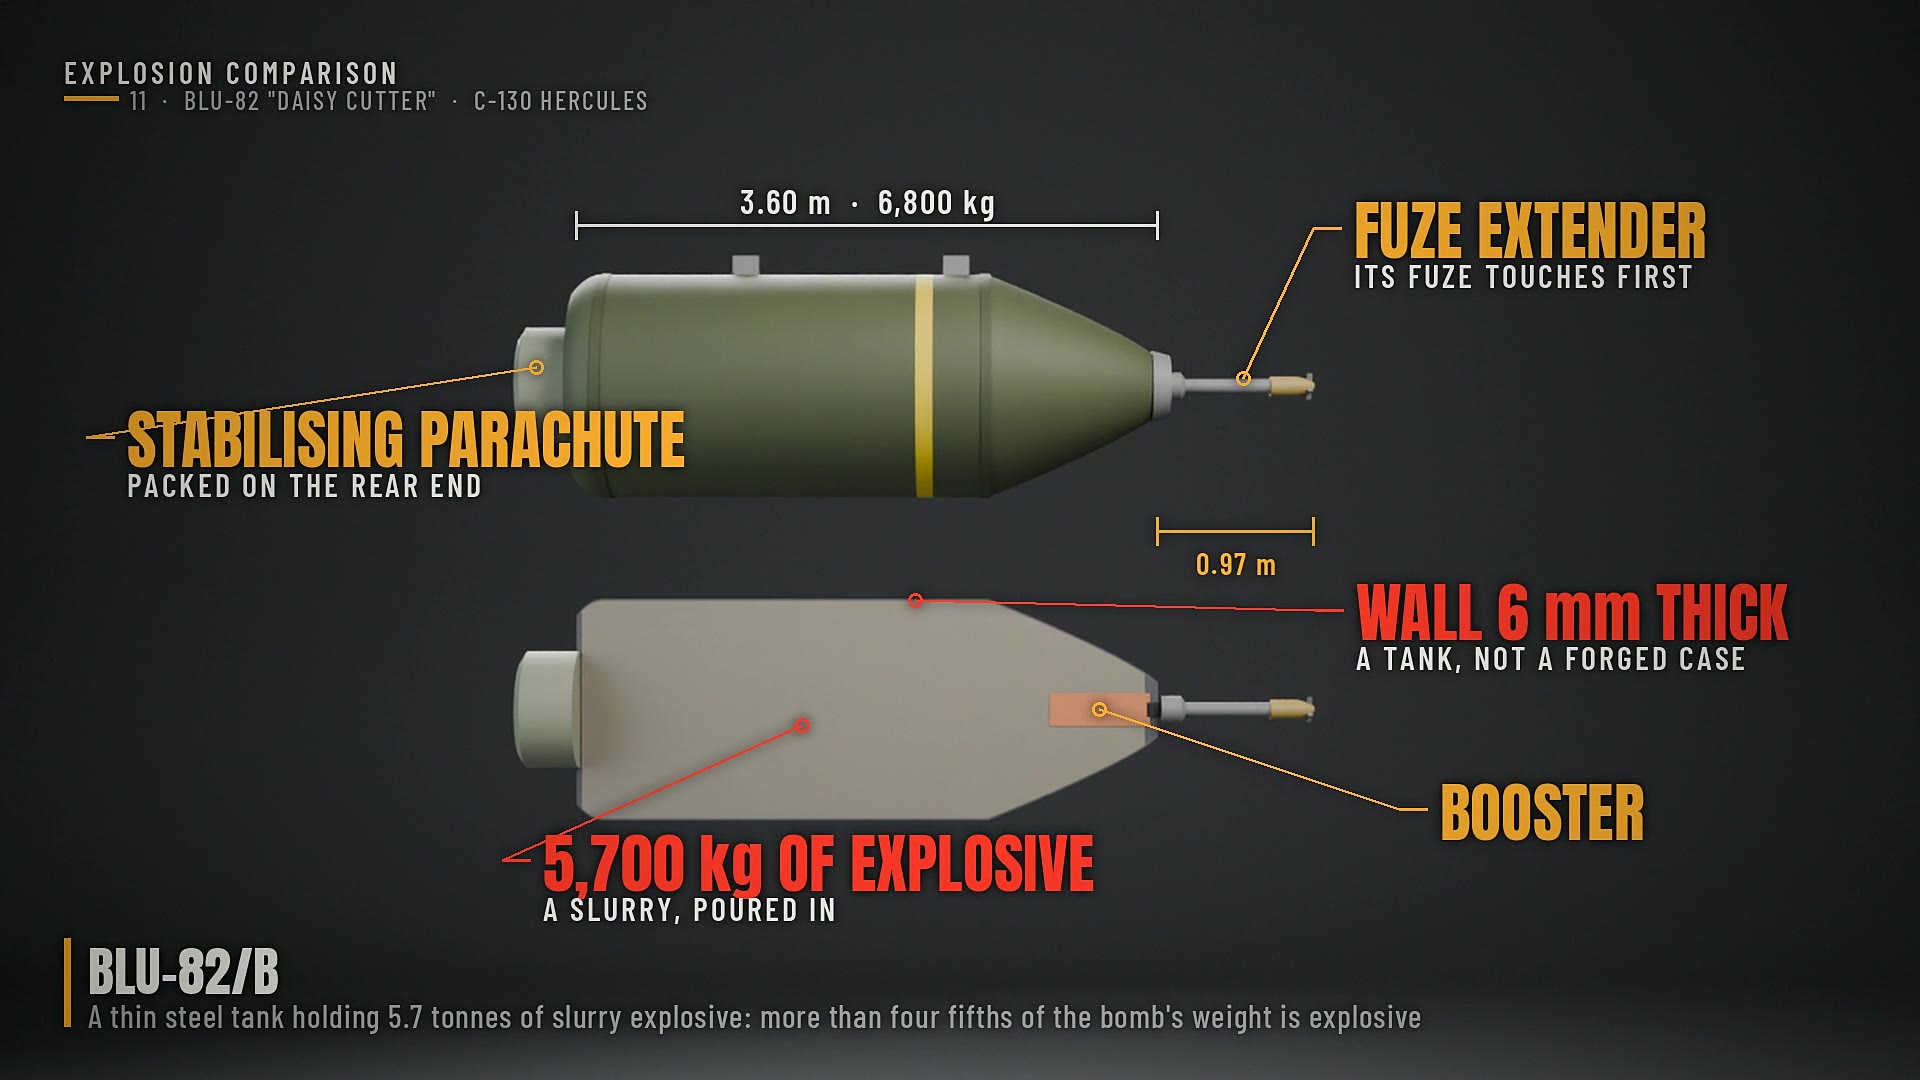 EXPLOSION COMPARISON
11 · BLU-82 "DAISY CUTTER" · C-130 HERCULES
3.60 m · 6,800 kg
FUZE EXTENDER
ITS FUZE TOUCHES FIRST
STABILISING PARACHUTE
PACKED ON THE REAR END
0.97 m
WALL 6 mm THICK
A TANK, NOT A FORGED CASE
BOOSTER
5,700 kg OF EXPLOSIVE
A SLURRY, POURED IN
BLU-82/B
A thin steel tank holding 5.7 tonnes of slurry explosive: more than four fifths of the bomb's weight is explosive